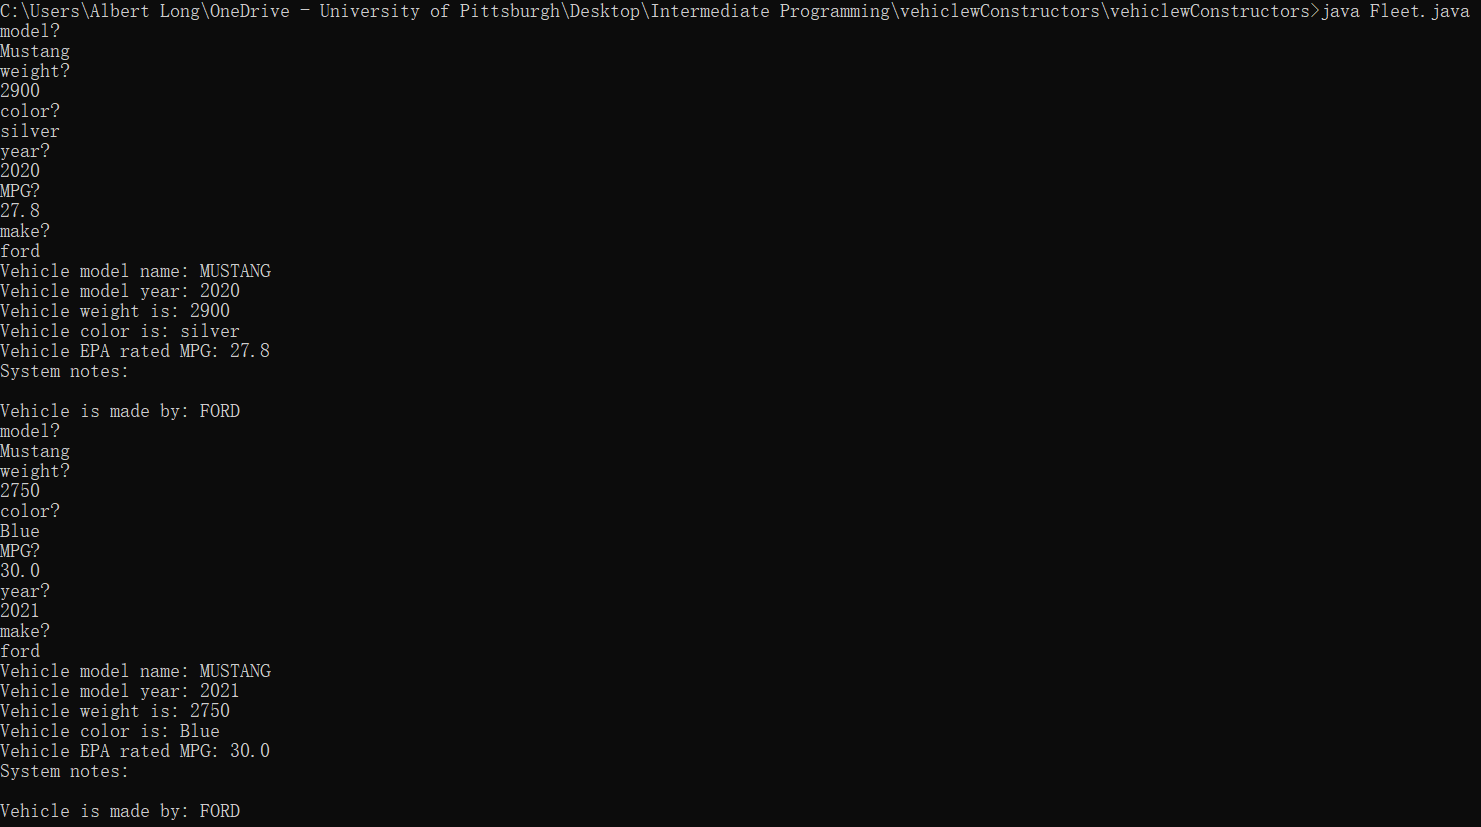 C:\Users\Albert Long\OneDrive - University of Pittsburgh\Desktop\Intermediate Programming\vehiclewConstructors\vehiclewConstructors>java Fleet.java
model?
Mustang
weight?
2900
color?
silver
year?
2020
MPG?
27.8
make?
ford
Vehicle model name: MUSTANG
Vehicle model year: 2020
Vehicle weight is: 2900
Vehicle color is: silver
Vehicle EPA rated MPG: 27.8
System notes:
Vehicle is made by: FORD
model?
Mustang
weight?
2750
color?
Blue
MPG?
30.0
year?
2021
make?
ford
Vehicle model name: MUSTANG
Vehicle model year: 2021
Vehicle weight is: 2750
Vehicle color is: Blue
Vehicle EPA rated MPG: 30.0
System notes:
Vehicle is made by: FORD